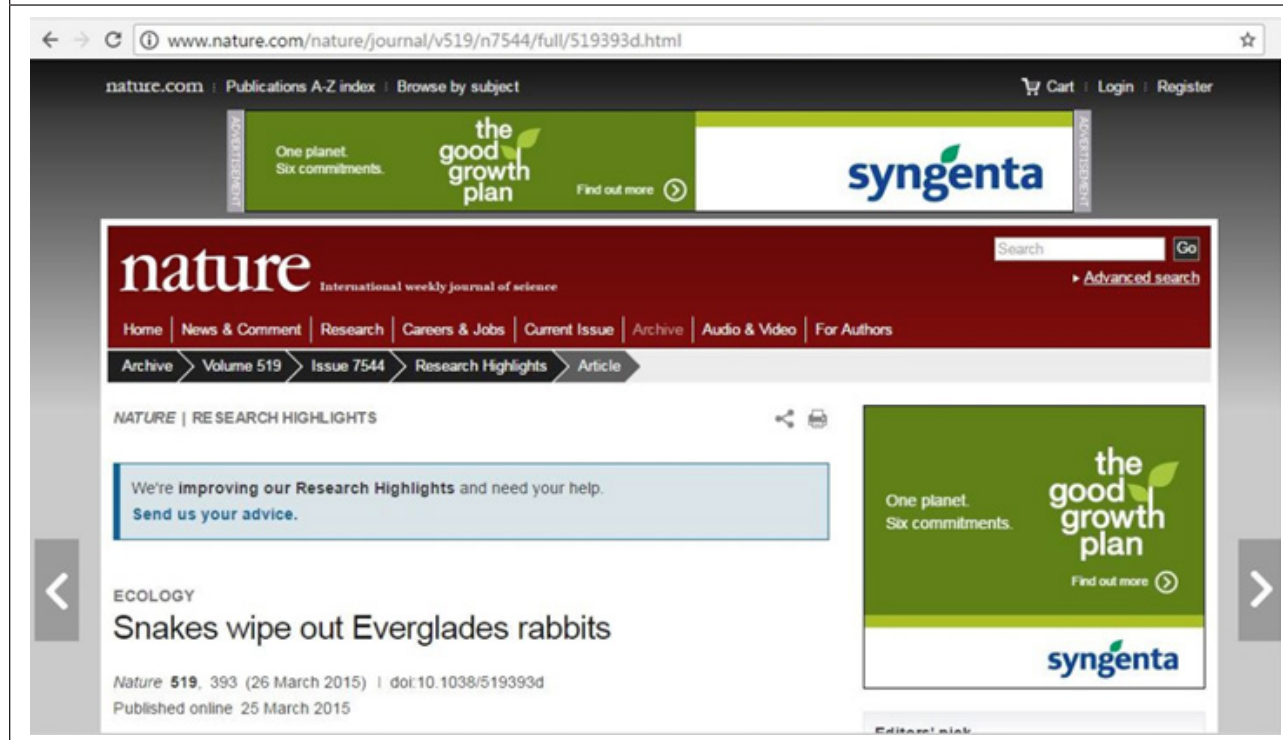 www.nature.com/nature/journal/v519/n7544/full/519393d.html
nature.com Publications A-Z index Browse by subject Cart Login Register
ADVERTISEMENT
One planet.
Six commitments.
the
good
growth
plan
Find out more
syngenta
ADVERTISEMENT
nature International weekly journal of science
Search Go
Advanced search
Home News & Comment Research Careers & Jobs Current Issue Archive Audio & Video For Authors
Archive Volume 519 Issue 7544 Research Highlights Article
NATURE | RESEARCH HIGHLIGHTS
We're improving our Research Highlights and need your help.
Send us your advice.
ECOLOGY
Snakes wipe out Everglades rabbits
Nature 519, 393 (26 March 2015) | doi:10.1038/519393d
Published online 25 March 2015
One planet.
Six commitments.
the
good
growth
plan
Find out more
syngenta
Editors' pick